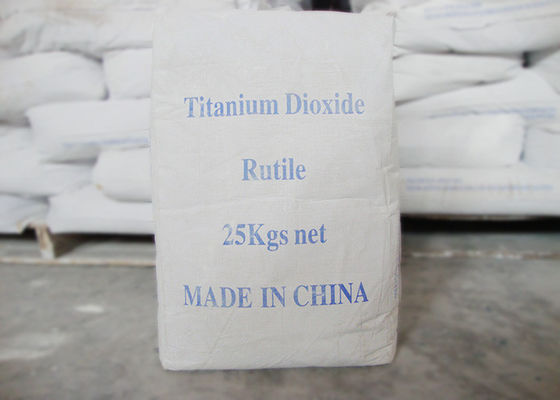 Titanium Dioxide
Rutile
25Kgs net
MADE IN CHINA